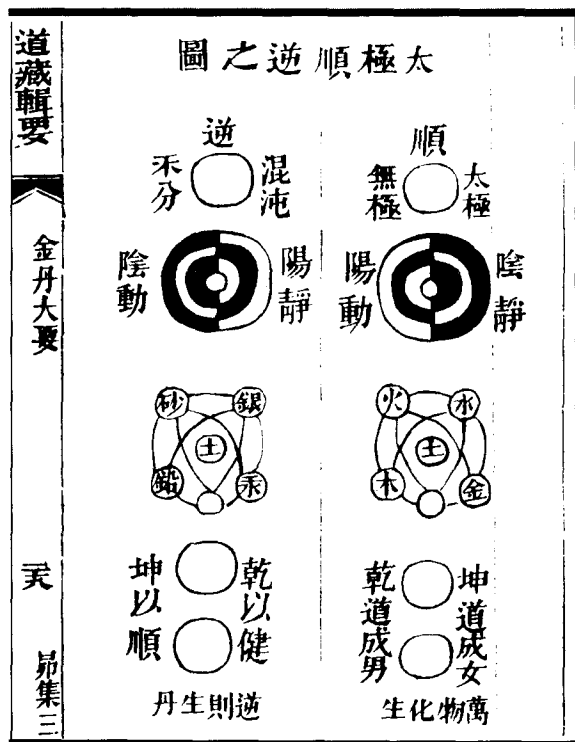 道藏輯要
金丹大要
昴集三
太極順逆之圖
順
太極
無極
陰靜
陽動
水
火
土
金
木
坤道成女
乾道成男
萬物化生
逆
混沌
未分
陽靜
陰動
銀
砂
土
汞
鉛
乾以健
坤以順
逆則生丹